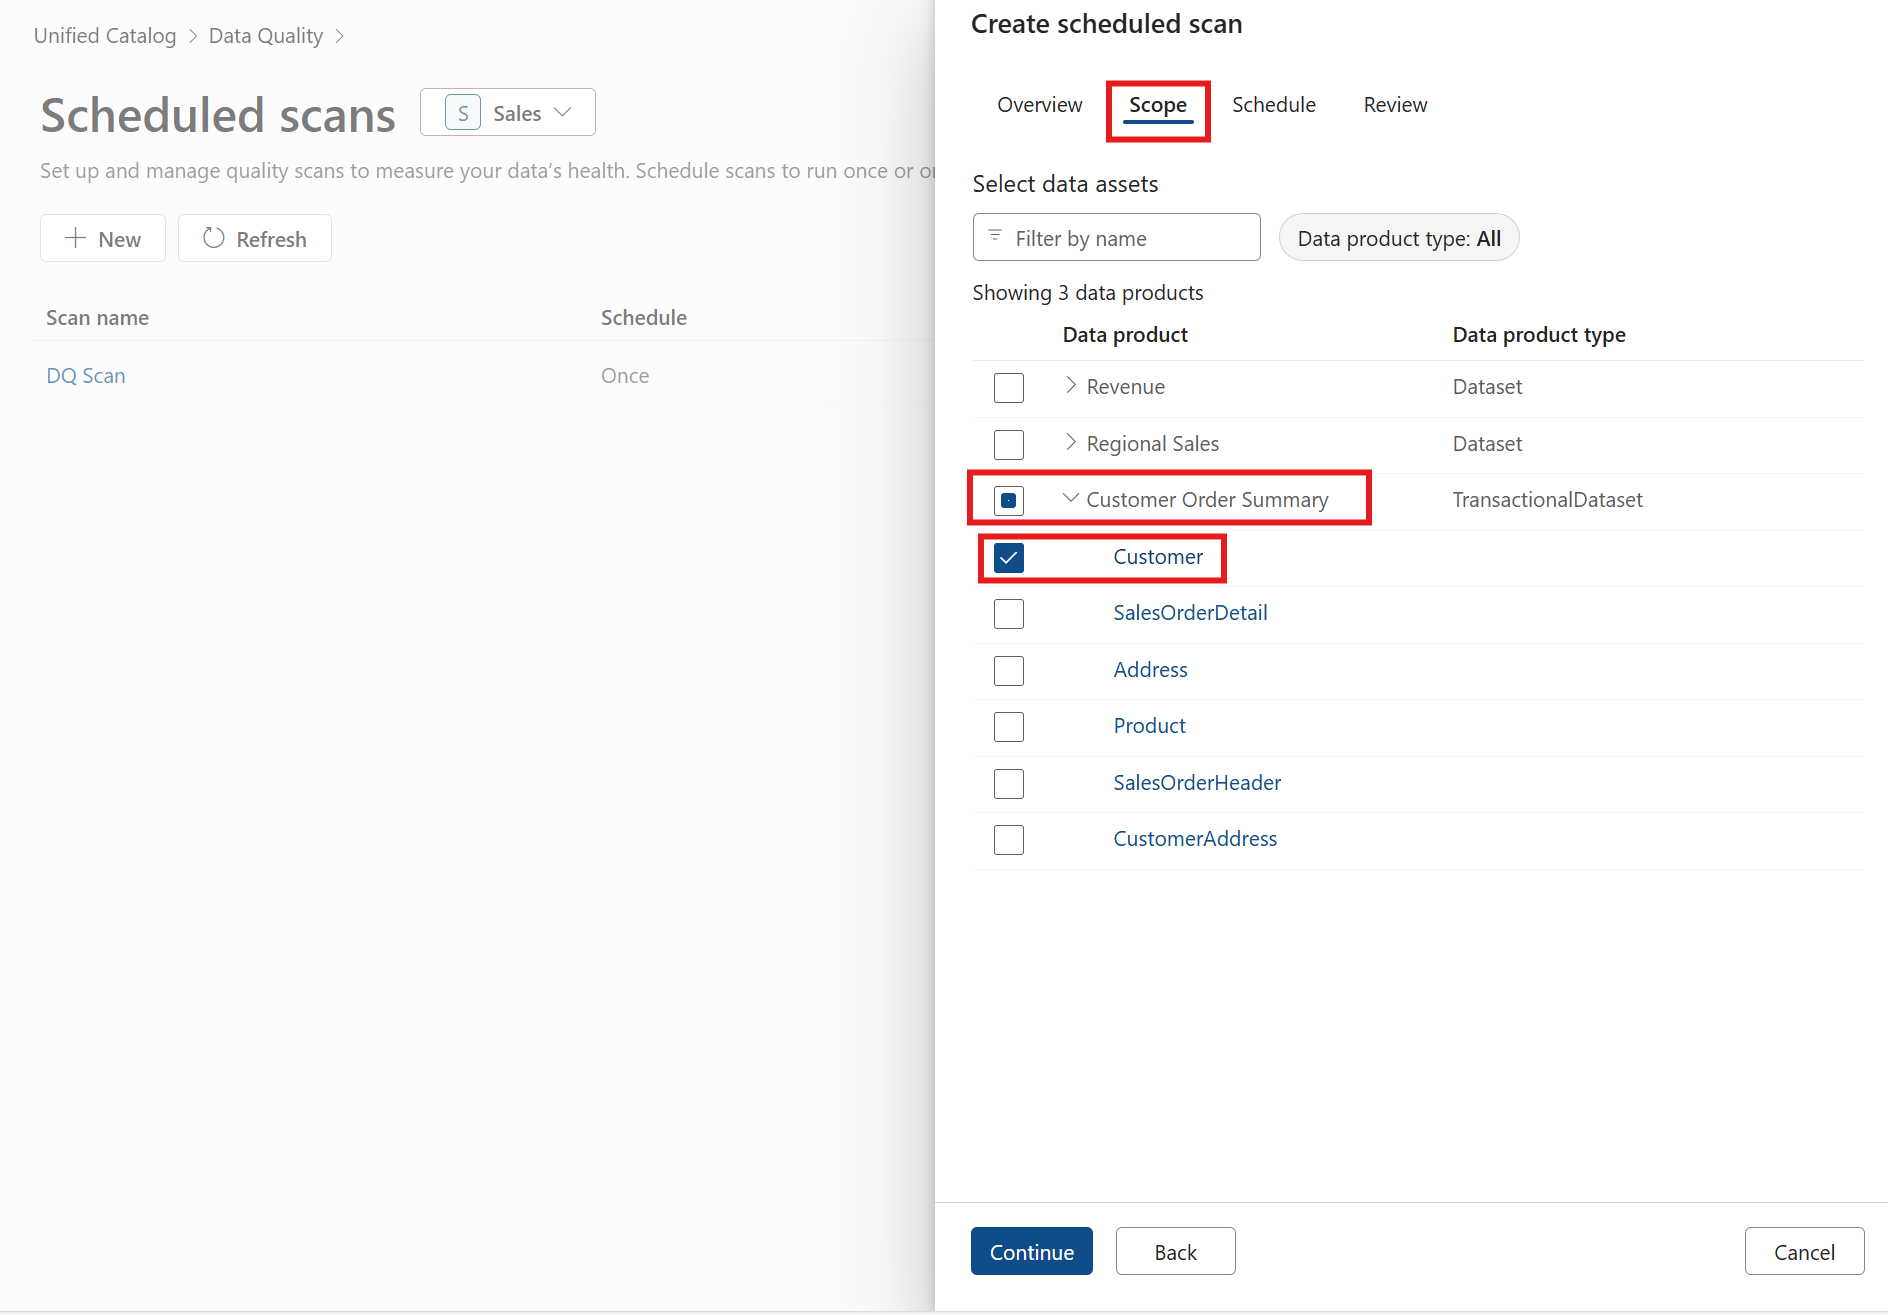 Unified Catalog > Data Quality >
Scheduled scans
S Sales
Set up and manage quality scans to measure your data's health. Schedule scans to run once or
New
Refresh
Scan name Schedule
DQ Scan Once
Create scheduled scan
Overview Scope Schedule Review
Select data assets
Filter by name
Data product type: All
Showing 3 data products
Data product Data product type
Revenue Dataset
Regional Sales Dataset
Customer Order Summary TransactionalDataset
Customer
SalesOrderDetail
Address
Product
SalesOrderHeader
CustomerAddress
Continue Back Cancel